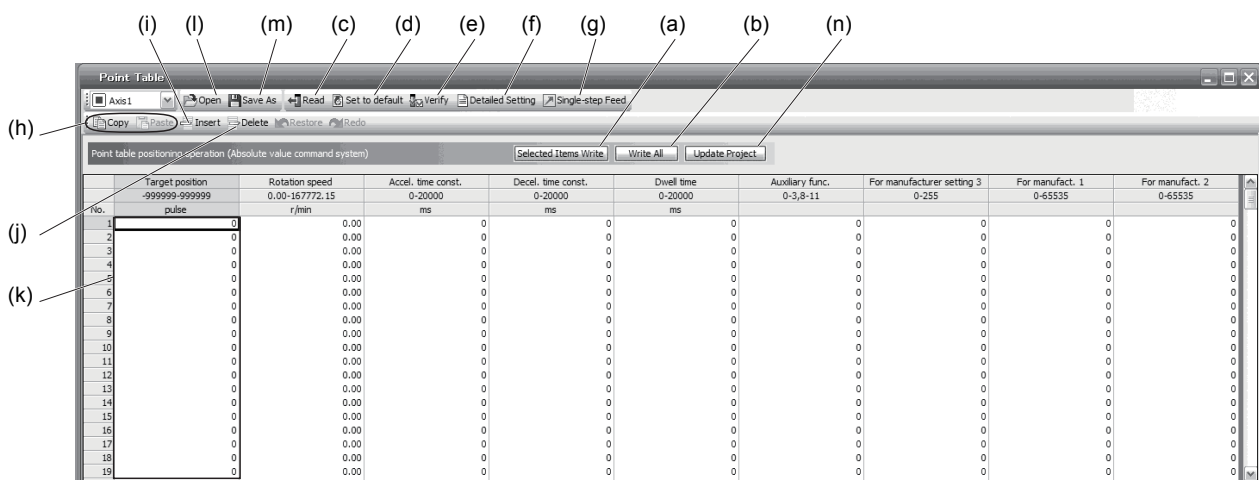 (i) (l) (m) (c) (d) (e) (f) (g) (a) (b) (n)
Point Table
Axis1 Open Save As Read Set to default Verify Detailed Setting Single-step Feed
(h) Copy Paste Insert Delete Restore Redo
Point table positioning operation (Absolute value command system) Selected Items Write Write All Update Project
Target position Rotation speed Accel. time const. Decel. time const. Dwell time Auxiliary func. For manufacturer setting 3 For manufact. 1 For manufact. 2
-999999-999999 0.00-167772.15 0-20000 0-20000 0-20000 0-3,8-11 0-255 0-65535 0-65535
No. pulse r/min ms ms ms
(j)
1 0 0.00 0 0 0 0 0 0 0
2 0 0.00 0 0 0 0 0 0 0
3 0 0.00 0 0 0 0 0 0 0
4 0 0.00 0 0 0 0 0 0 0
5 0 0.00 0 0 0 0 0 0 0
(k)
6 0 0.00 0 0 0 0 0 0 0
7 0 0.00 0 0 0 0 0 0 0
8 0 0.00 0 0 0 0 0 0 0
9 0 0.00 0 0 0 0 0 0 0
10 0 0.00 0 0 0 0 0 0 0
11 0 0.00 0 0 0 0 0 0 0
12 0 0.00 0 0 0 0 0 0 0
13 0 0.00 0 0 0 0 0 0 0
14 0 0.00 0 0 0 0 0 0 0
15 0 0.00 0 0 0 0 0 0 0
16 0 0.00 0 0 0 0 0 0 0
17 0 0.00 0 0 0 0 0 0 0
18 0 0.00 0 0 0 0 0 0 0
19 0 0.00 0 0 0 0 0 0 0